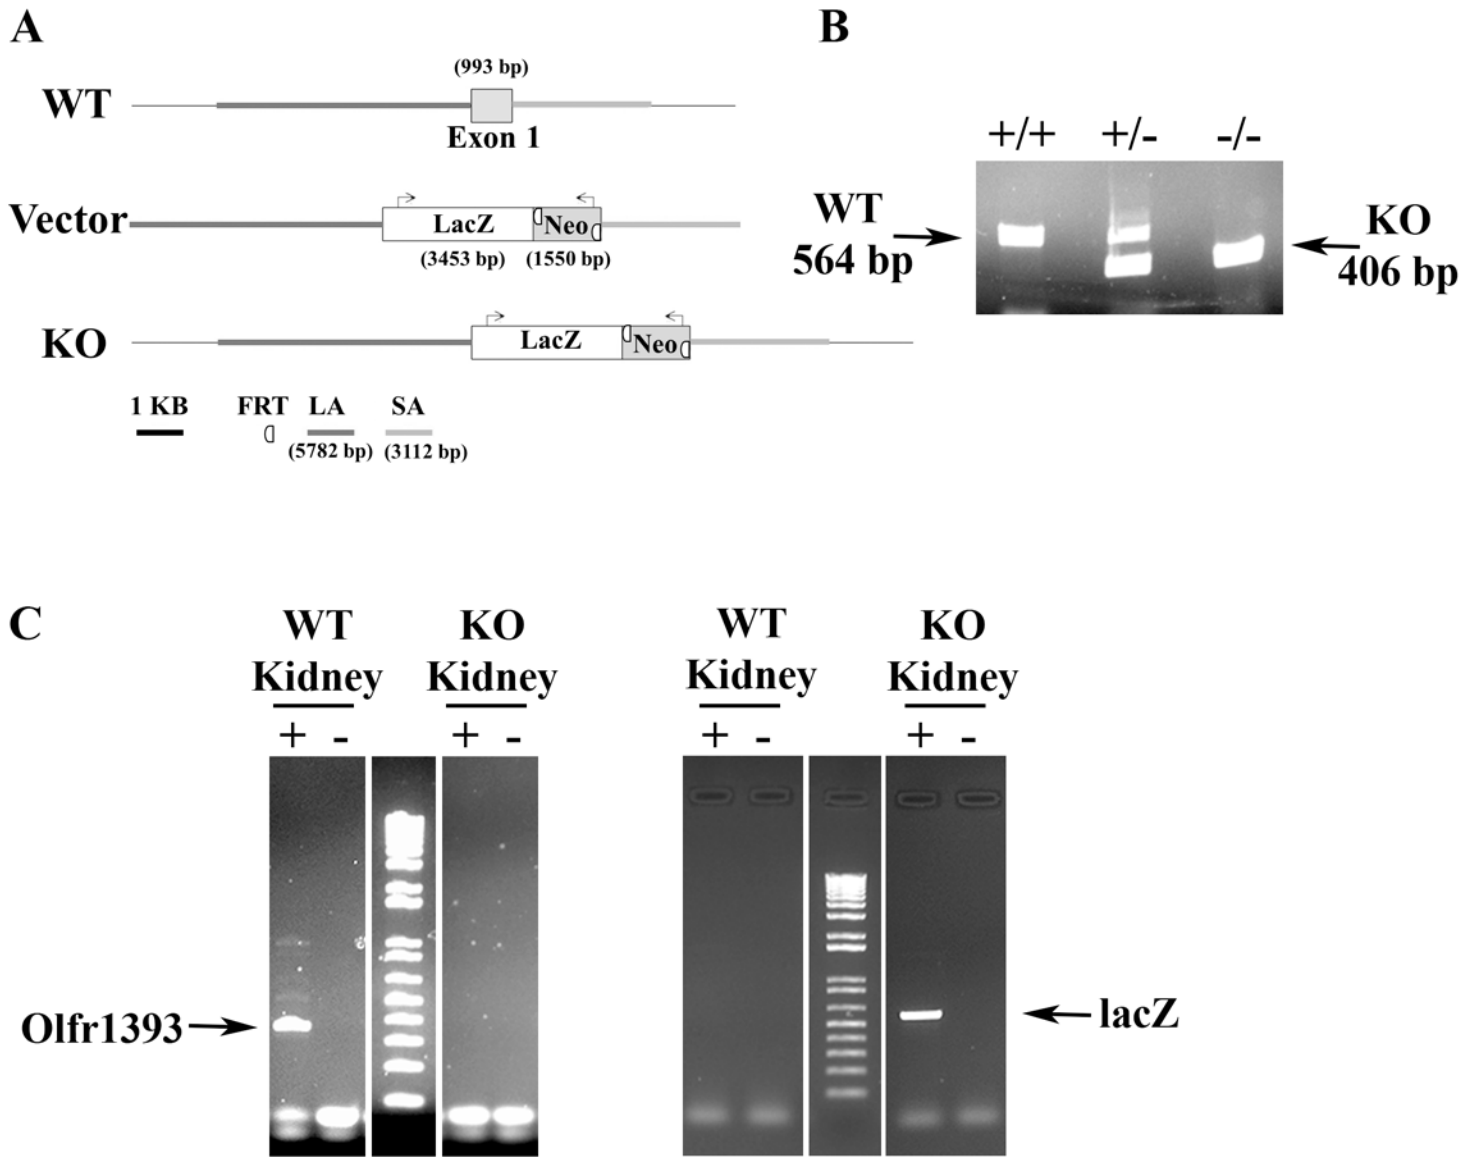 A
(993 bp)
WT
Exon 1
Vector
LacZ
Neo
(3453 bp)
(1550 bp)
KO
LacZ
Neo
1 KB
FRT
LA
SA
(5782 bp)
(3112 bp)
B
+/+
+/-
-/-
WT
564 bp
KO
406 bp
C
WT
Kidney
KO
Kidney
WT
Kidney
KO
Kidney
+
-
+
-
+
-
+
-
Olfr1393
lacZ